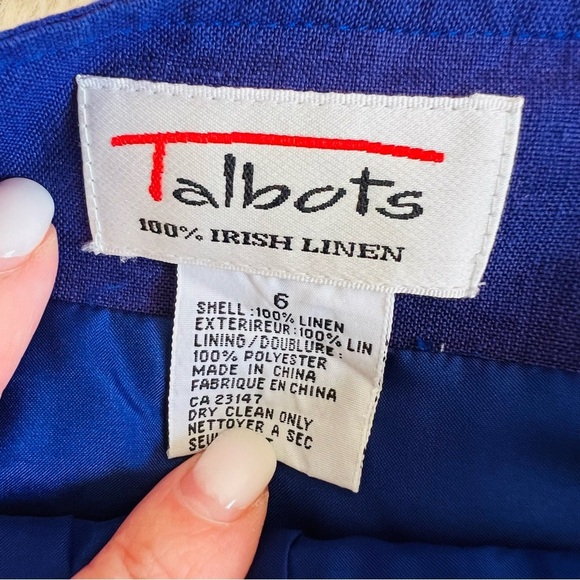 Talbots
100% IRISH LINEN
6
SHELL:100% LINEN
EXTERIREUR:100% LIN
LINING/DOUBLURE:
100% POLYESTER
MADE IN CHINA
FABRIQUE EN CHINA
CA 23147
DRY CLEAN ONLY
NETTOYER A SEC